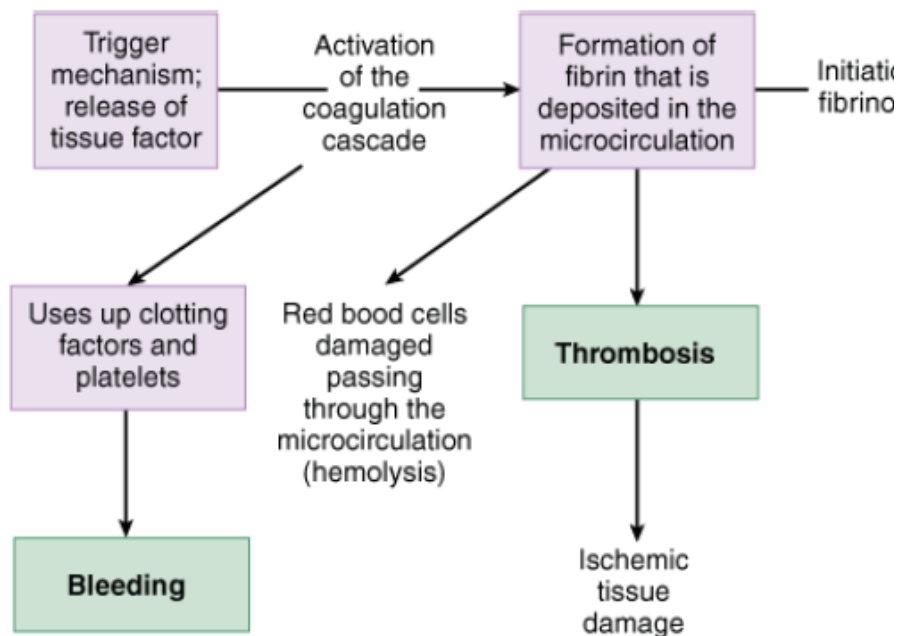 Trigger
mechanism;
release of
tissue factor
Activation
of the
coagulation
cascade
Formation of
fibrin that is
deposited in the
microcirculation
Uses up clotting
factors and
platelets
Red bood cells
damaged
passing
through the
microcirculation
(hemolysis)
Thrombosis
Bleeding
Ischemic
tissue
damage